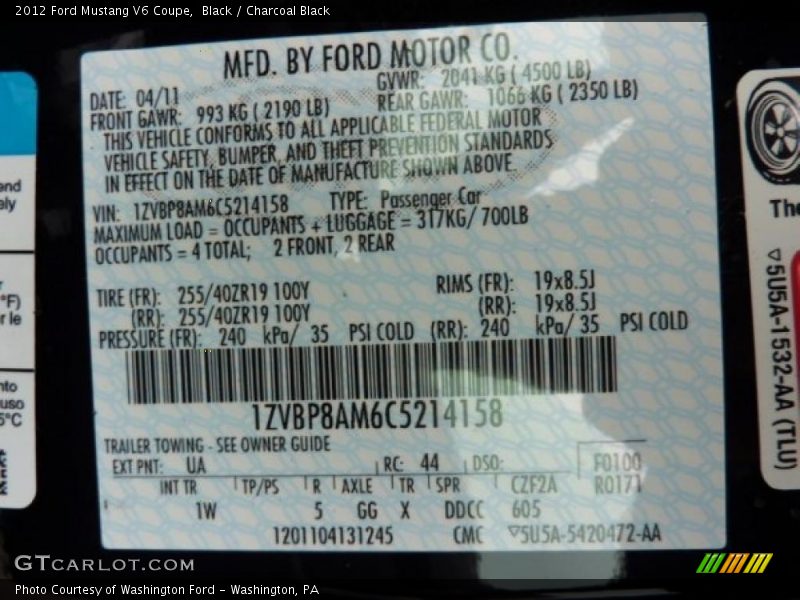 2012 Ford Mustang V6 Coupe,  Black / Charcoal Black
MFD. BY FORD MOTOR CO.
DATE: 04/11 GVWR: 2041 KG ( 4500 LB)
FRONT GAWR: 993 KG ( 2190 LB) REAR GAWR: 1066 KG ( 2350 LB)
THIS VEHICLE CONFORMS TO ALL APPLICABLE FEDERAL MOTOR
VEHICLE SAFETY, BUMPER, AND THEFT PREVENTION STANDARDS
IN EFFECT ON THE DATE OF MANUFACTURE SHOWN ABOVE.
VIN: 1ZVBP8AM6C5214158 TYPE: Passenger Car
MAXIMUM LOAD = OCCUPANTS + LUGGAGE = 317KG/ 700LB
OCCUPANTS = 4 TOTAL; 2 FRONT, 2 REAR
TIRE (FR): 255/40ZR19 100Y RIMS (FR): 19x8.5J
(RR): 255/40ZR19 100Y (RR): 19x8.5J
PRESSURE (FR): 240 kPa/ 35 PSI COLD (RR): 240 kPa/ 35 PSI COLD
1ZVBP8AM6C5214158
TRAILER TOWING - SEE OWNER GUIDE
EXT PNT: UA RC: 44 DSO: F0100
INT TR TP/PS R AXLE TR SPR CZF2A R0171
1W 5 GG X DDCC 605
1201104131245 CMC ▽5U5A-5420472-AA
end
ely
r
°F)
r le
nto
uso
5°C
The
▽5U5A-1532-AA (TLU)
GTCARLOT.COM
Photo Courtesy of Washington Ford - Washington, PA